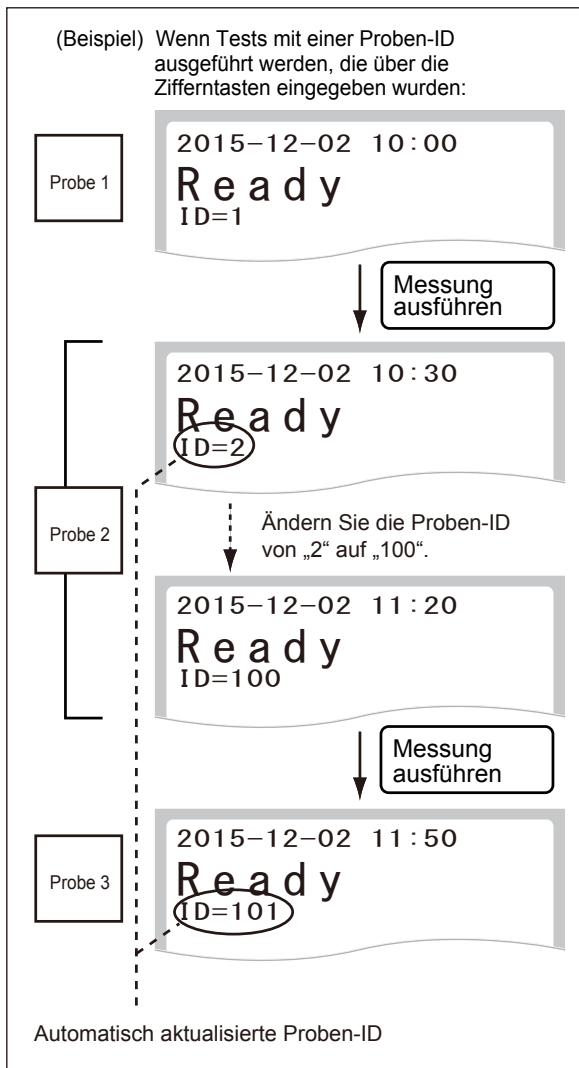 (Beispiel) Wenn Tests mit einer Proben-ID
ausgeführt werden, die über die
Zifferntasten eingegeben wurden:
Probe 1
2015-12-02 10:00
Ready
ID=1
Messung
ausführen
Probe 2
2015-12-02 10:30
Ready
ID=2
Ändern Sie die Proben-ID
von „2“ auf „100“.
2015-12-02 11:20
Ready
ID=100
Messung
ausführen
Probe 3
2015-12-02 11:50
Ready
ID=101
Automatisch aktualisierte Proben-ID